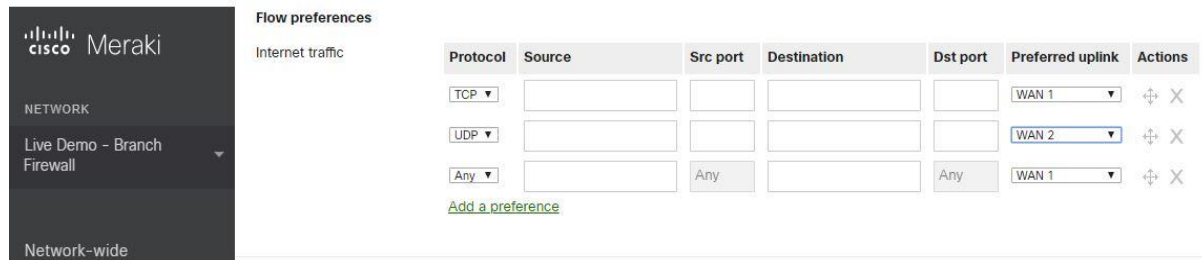 Flow preferences
cisco Meraki
Internet traffic
Protocol Source Src port Destination Dst port Preferred uplink Actions
TCP WAN 1
NETWORK
Live Demo - Branch
Firewall
UDP WAN 2
Any Any Any WAN 1
Add a preference
Network-wide